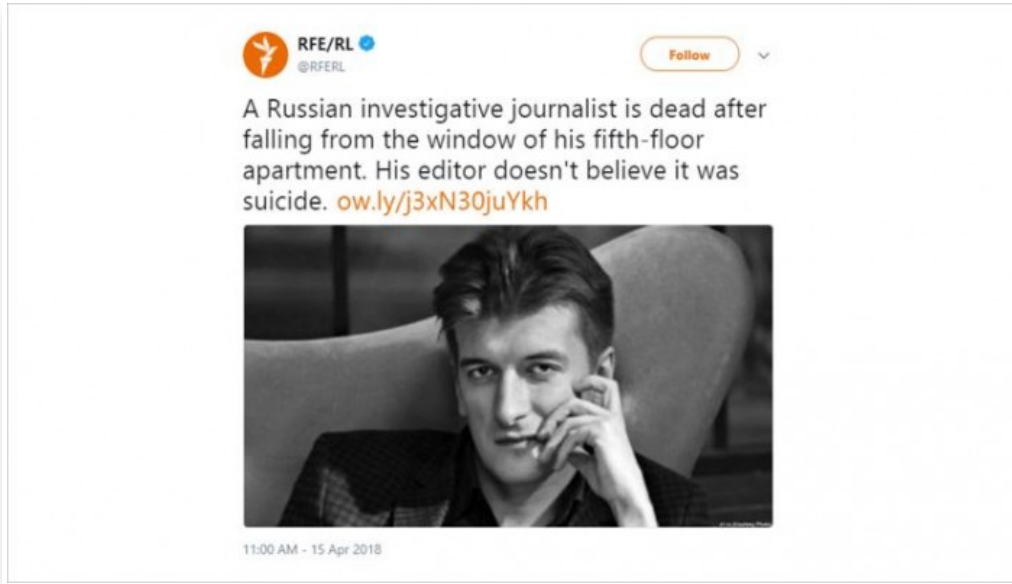 RFE/RL
@RFERL
Follow
A Russian investigative journalist is dead after
falling from the window of his fifth-floor
apartment. His editor doesn't believe it was
suicide. ow.ly/j3xN30juYkh
11:00 AM - 15 Apr 2018